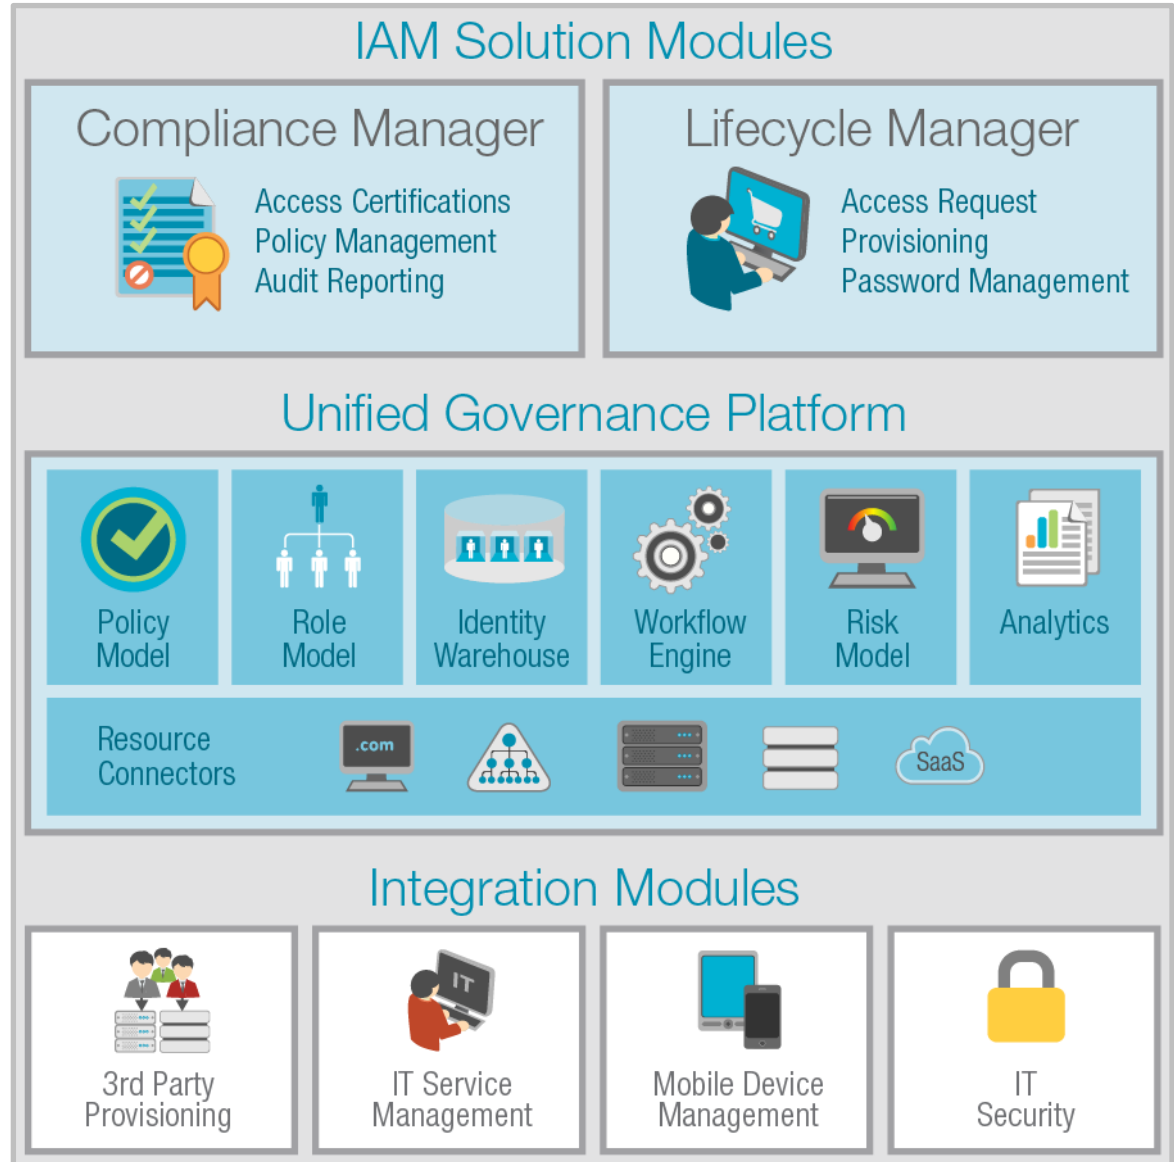 IAM Solution Modules
Compliance Manager
Access Certifications
Policy Management
Audit Reporting
Lifecycle Manager
Access Request
Provisioning
Password Management
Unified Governance Platform
Policy
Model
Role
Model
Identity
Warehouse
Workflow
Engine
Risk
Model
Analytics
Resource
Connectors
.com
SaaS
Integration Modules
3rd Party
Provisioning
IT
IT Service
Management
Mobile Device
Management
IT
Security